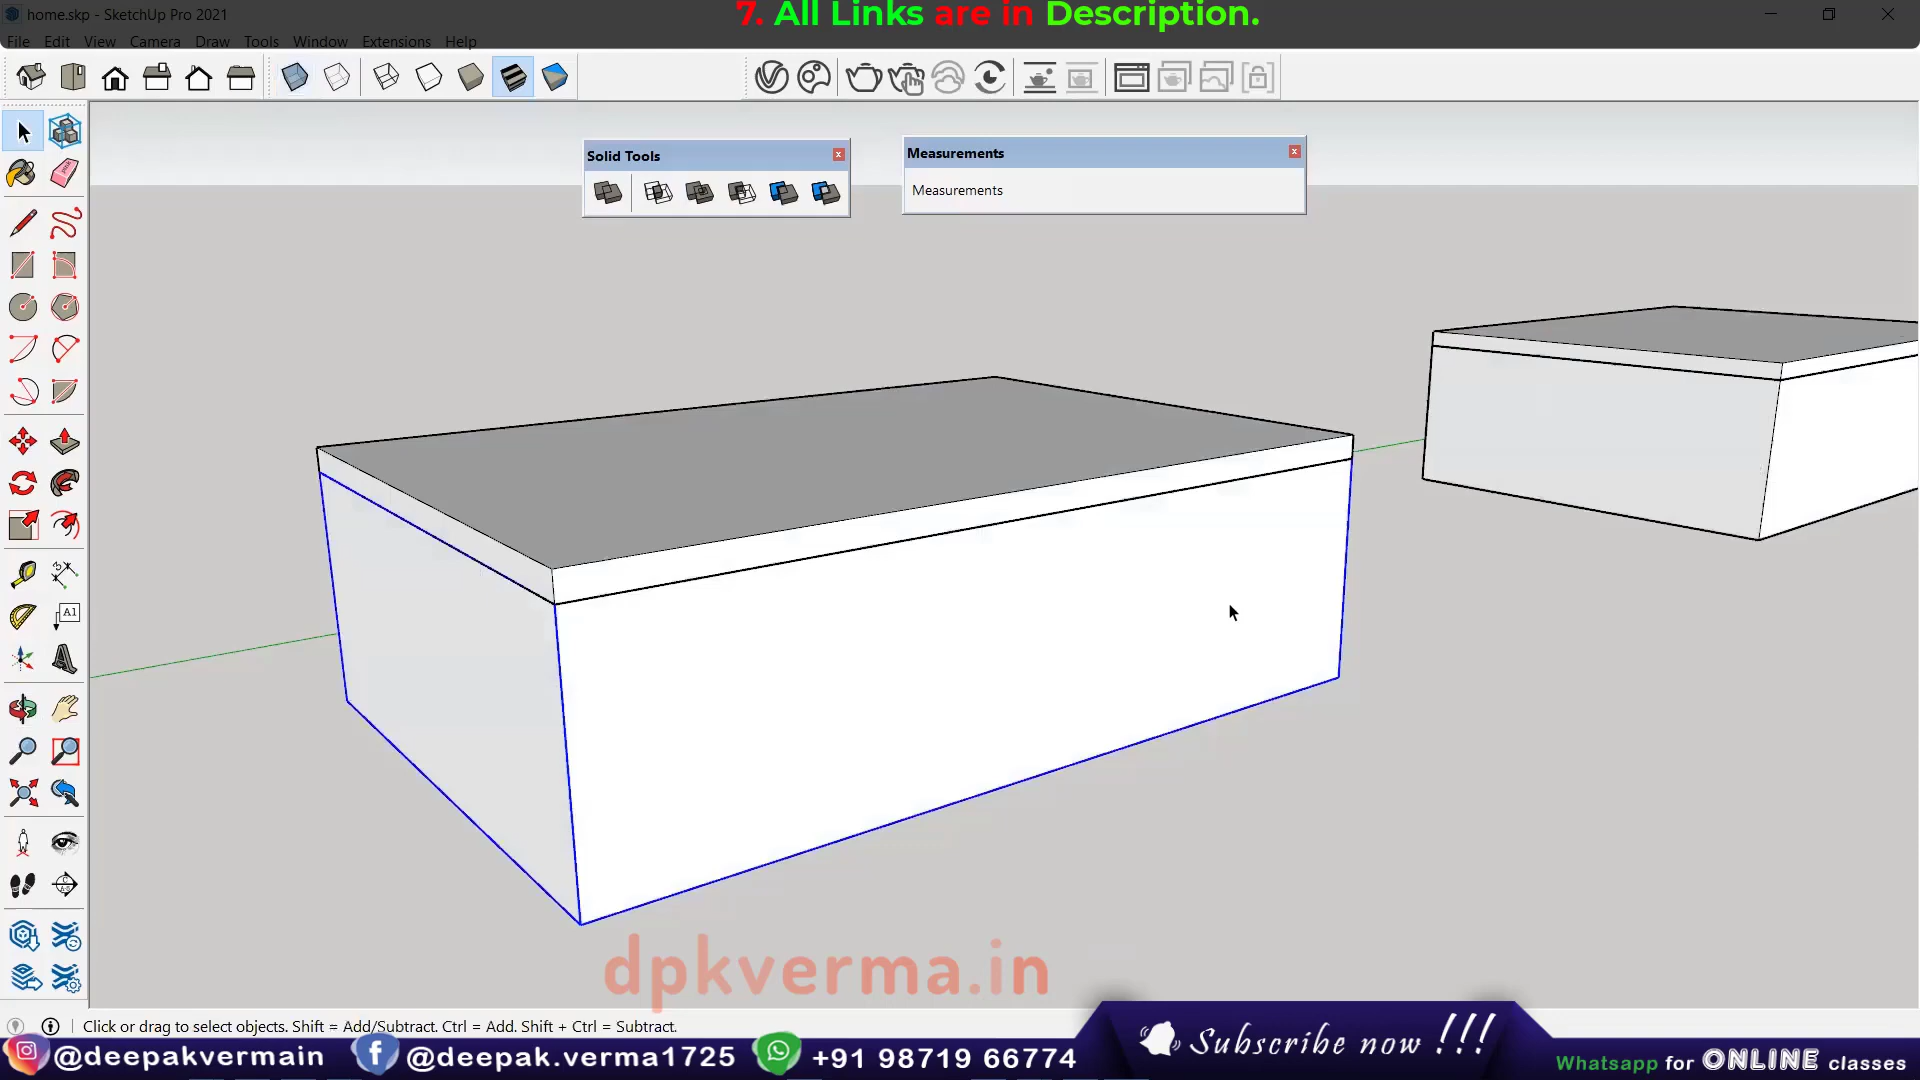 home.skp - SketchUp Pro 2021
7. All Links are in Description.
File Edit View Camera Draw Tools Window Extensions Help
Solid Tools
Measurements
Measurements
A1
dpkverma.in
Click or drag to select objects. Shift = Add/Subtract. Ctrl = Add. Shift + Ctrl = Subtract.
Subscribe now !!!
@deepakvermain @deepak.verma1725 +91 98719 66774
Whatsapp for ONLINE classes